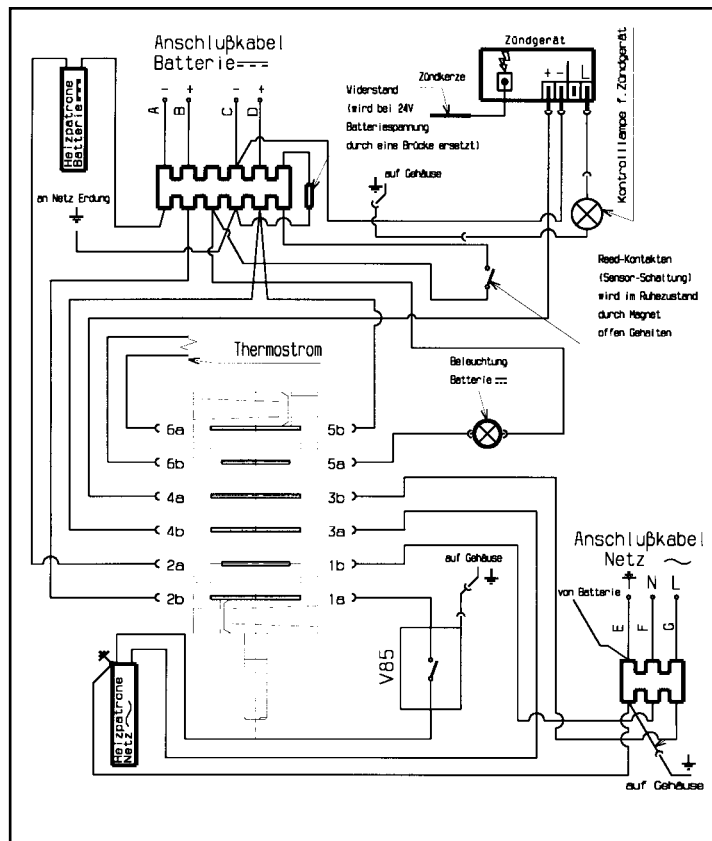 Anschlußkabel
Batterie
- + - +
A B C D
Heizpatrone
Batterie
an Netz Erdung
Widerstand
(wird bei 24V
Batteriespannung
durch eine Brücke ersetzt)
Zündkerze
Zündgerät
+ - L
Kontrollampe f. Zündgerät
auf Gehäuse
Reed-Kontakten
(Sensor-Schaltung)
wird im Ruhezustand
durch Magnet
offen Gehalten
Thermostrom
Beleuchtung
Batterie
6a 5b
6b 5a
4a 3b
4b 3a
2a 1b
2b 1a
auf Gehäuse
V85
Anschlußkabel
Netz ~
N L
von Batterie
E F G
Heizpatrone
Netz ~
auf Gehäuse